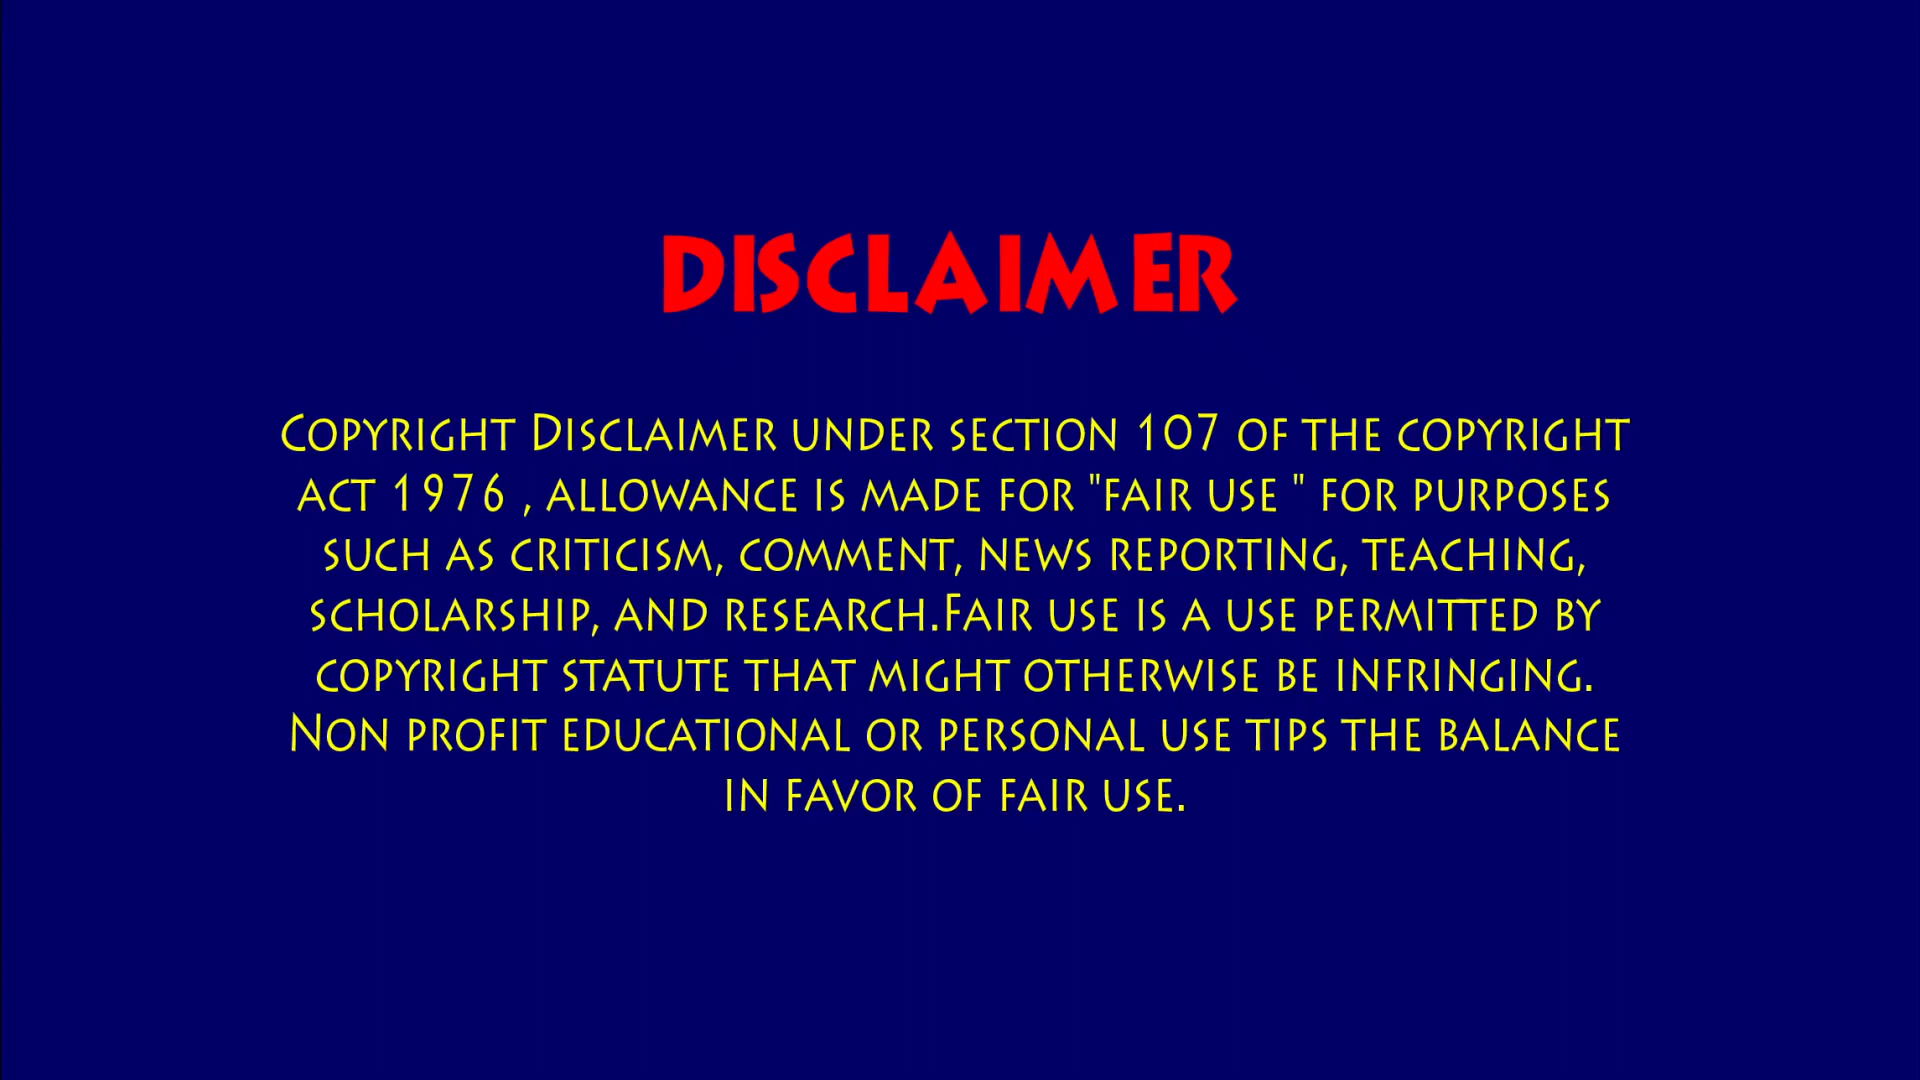 DISCLAIMER
Copyright Disclaimer under section 107 of the copyright
act 1976 , allowance is made for "fair use " for purposes
such as criticism, comment, news reporting, teaching,
scholarship, and research.Fair use is a use permitted by
copyright statute that might otherwise be infringing.
Non profit educational or personal use tips the balance
in favor of fair use.